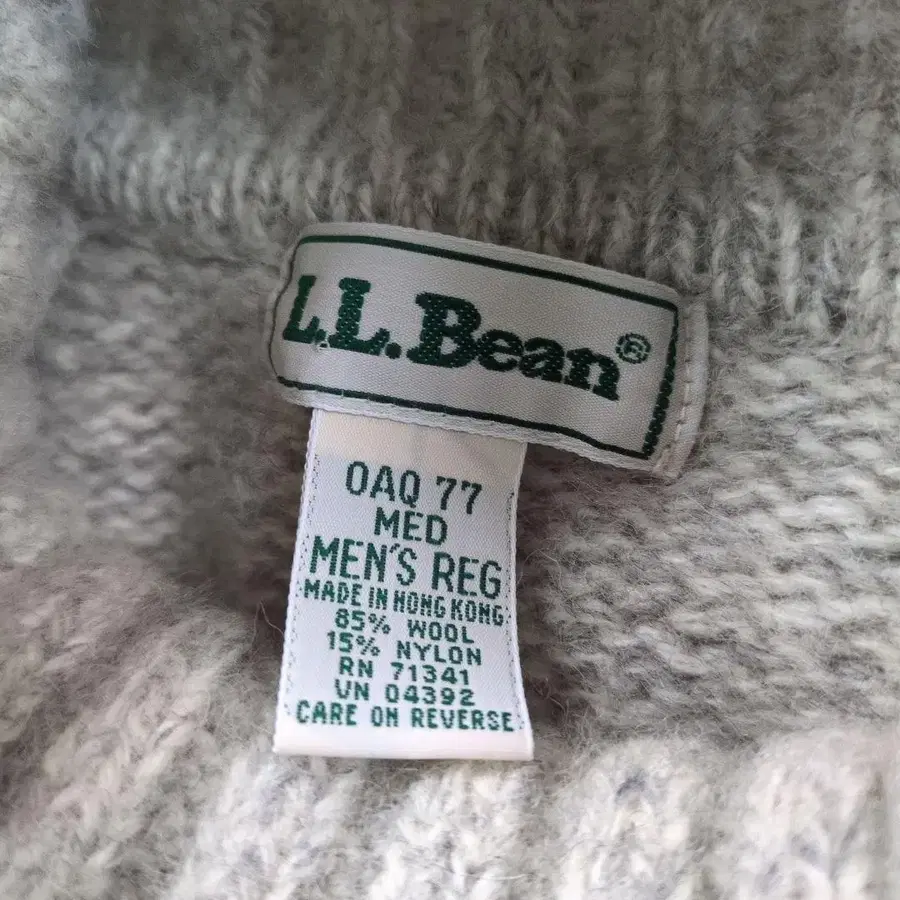 L.L.Bean®
OAQ 77
MED
MEN'S REG
MADE IN HONG KONG
85% WOOL
15% NYLON
RN 71341
VN 04392
CARE ON REVERSE